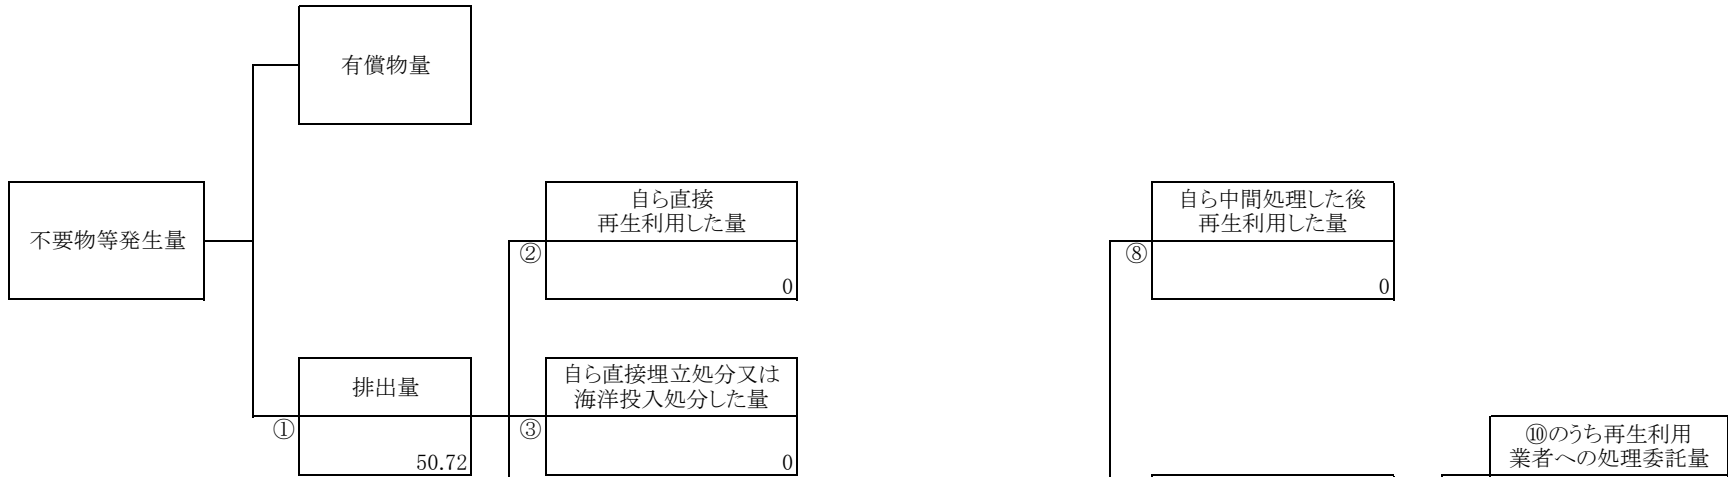 有償物量
不要物等発生量
自ら直接
再生利用した量
②
0
自ら中間処理した後
再生利用した量
⑧
0
排出量
①
50.72
自ら直接埋立処分又は
海洋投入処分した量
③
0
⑩のうち再生利用
業者への処理委託量